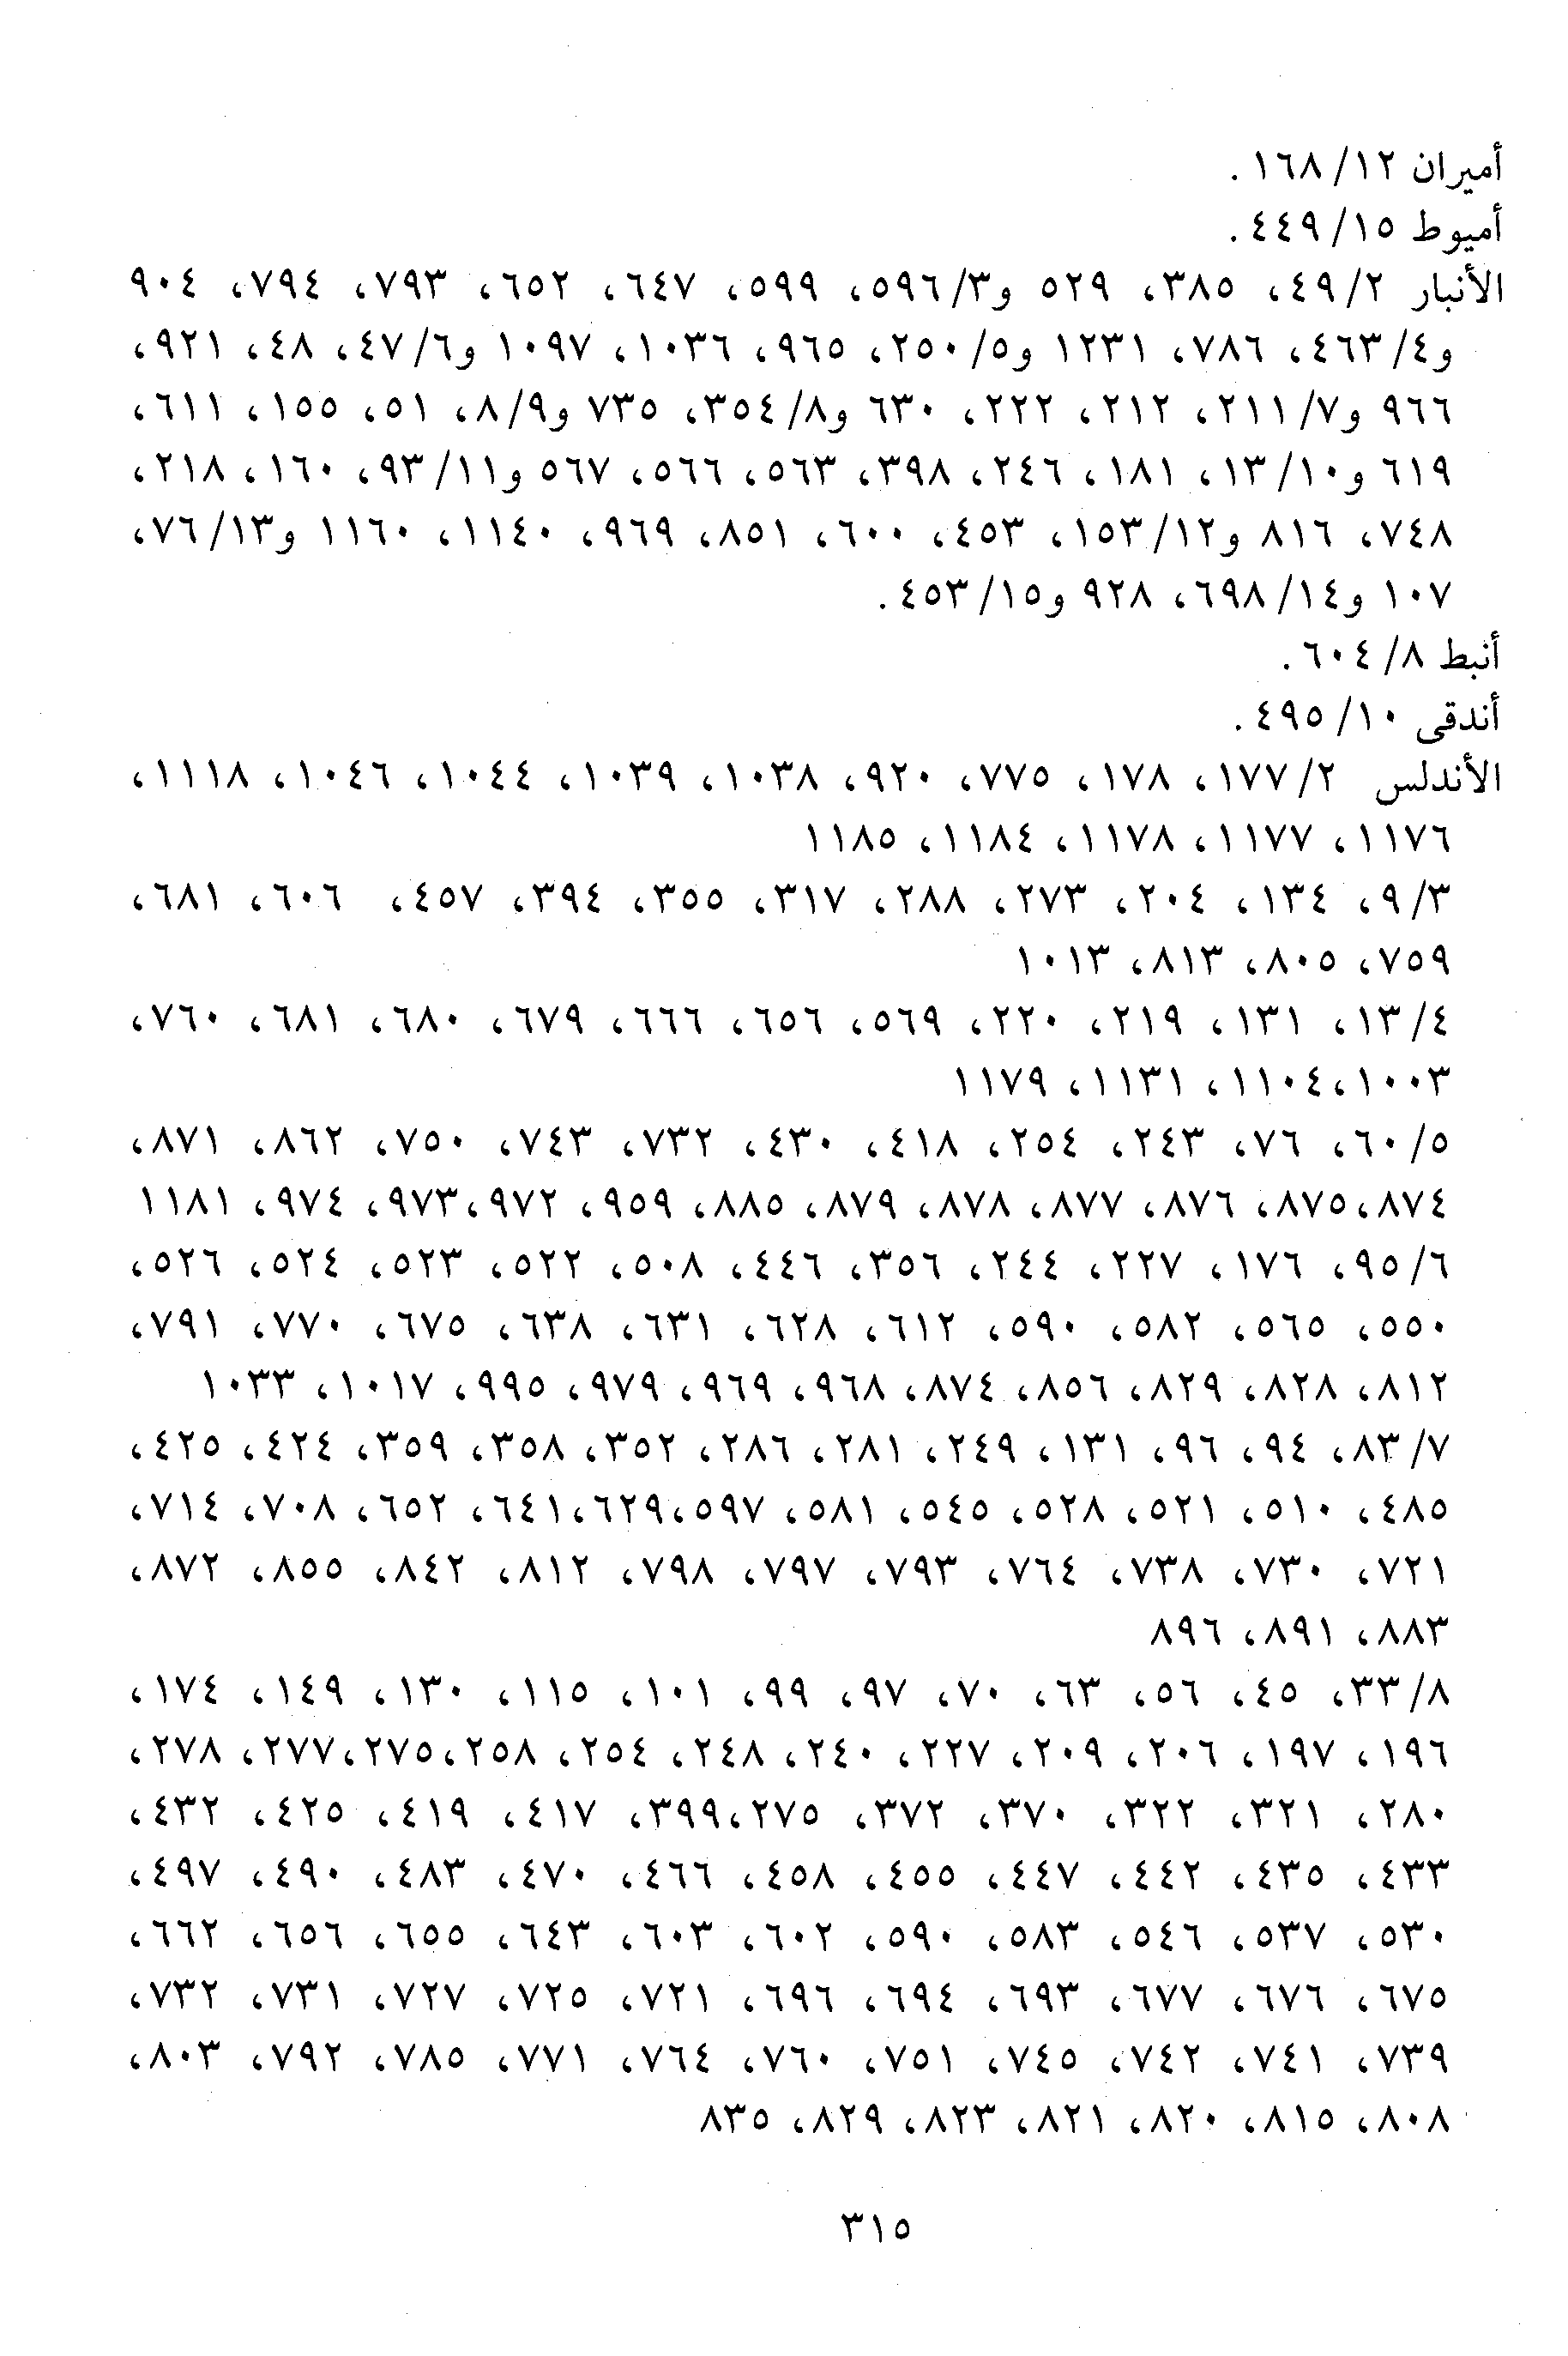 أميران ١٢/ ١٦٨.
أميوط ١٥/ ٤٤٩.
الأنبار ٢/ ٤٩، ٣٨٥، ٥٢٩ و٣/ ٥٩٦، ٥٩٩، ٦٤٧، ٦٥٢، ٧٩٣، ٧٩٤، ٩٠٤
و٤/ ٤٦٣، ٧٨٦، ١٢٣١ و٥/ ٢٥٠، ٩٦٥، ١٠٣٦، ١٠٩٧ و٦/ ٤٧، ٤٨، ٩٢١،
٩٦٦ و٧/ ٢١١، ٢١٢، ٢٢٢، ٦٣٠ و٨/ ٣٥٤، ٧٣٥ و٩/ ٨، ٥١، ١٥٥، ٦١١،
٦١٩ و١٠/ ١٣، ١٨١، ٢٤٦، ٣٩٨، ٥٦٣، ٥٦٦، ٥٦٧ و١١/ ٩٣، ١٦٠، ٢١٨،
٧٤٨، ٨١٦ و١٢/ ١٥٣، ٤٥٣، ٦٠٠، ٨٥١، ٩٦٩، ١١٤٠، ١١٦٠ و١٣/ ٧٦،
١٠٧ و١٤/ ٦٩٨، ٩٢٨ و١٥/ ٤٥٣.
أنبط ٨/ ٦٠٤.
أندقى ١٠/ ٤٩٥.
الأندلس ٢/ ١٧٧، ١٧٨، ٧٧٥، ٩٢٠، ١٠٣٨، ١٠٣٩، ١٠٤٤، ١٠٤٦، ١١١٨،
١١٧٦، ١١٧٧، ١١٧٨، ١١٨٤، ١١٨٥
٣/ ٩، ١٣٤، ٢٠٤، ٢٧٣، ٢٨٨، ٣١٧، ٣٥٥، ٣٩٤، ٤٥٧، ٦٠٦، ٦٨١،
٧٥٩، ٨٠٥، ٨١٣، ١٠١٣
٤/ ١٣، ١٣١، ٢١٩، ٢٢٠، ٥٦٩، ٦٥٦، ٦٦٦، ٦٧٩، ٦٨٠، ٦٨١، ٧٦٠،
١٠٠٣، ١١٠٤، ١١٣١، ١١٧٩
٥/ ٦٠، ٧٦، ٢٤٣، ٢٥٤، ٤١٨، ٤٣٠، ٧٣٢، ٧٤٣، ٧٥٠، ٨٦٢، ٨٧١،
٨٧٤، ٨٧٥، ٨٧٦، ٨٧٧، ٨٧٨، ٨٧٩، ٨٨٥، ٩٥٩، ٩٧٢، ٩٧٣، ٩٧٤، ١١٨١
٦/ ٩٥، ١٧٦، ٢٢٧، ٢٤٤، ٣٥٦، ٤٤٦، ٥٠٨، ٥٢٢، ٥٢٣، ٥٢٤، ٥٢٦،
٥٥٠، ٥٦٥، ٥٨٢، ٥٩٠، ٦١٢، ٦٢٨، ٦٣١، ٦٣٨، ٦٧٥، ٧٧٠، ٧٩١،
٨١٢، ٨٢٨، ٨٢٩، ٨٥٦، ٨٧٤، ٩٦٨، ٩٦٩، ٩٧٩، ٩٩٥، ١٠١٧، ١٠٣٣
٧/ ٨٣، ٩٤، ٩٦، ١٣١، ٢٤٩، ٢٨١، ٢٨٦، ٣٥٢، ٣٥٨، ٣٥٩، ٤٢٤، ٤٢٥،
٤٨٥، ٥١٠، ٥٢١، ٥٢٨، ٥٤٥، ٥٨١، ٥٩٧، ٦٢٩، ٦٤١، ٦٥٢، ٧٠٨، ٧١٤،
٧٢١، ٧٣٠، ٧٣٨، ٧٦٤، ٧٩٣، ٧٩٧، ٧٩٨، ٨١٢، ٨٤٢، ٨٥٥، ٨٧٢،
٨٨٣، ٨٩١، ٨٩٦
٨/ ٣٣، ٤٥، ٥٦، ٦٣، ٧٠، ٩٧، ٩٩، ١٠١، ١١٥، ١٣٠، ١٤٩، ١٧٤،
١٩٦، ١٩٧، ٢٠٦، ٢٠٩، ٢٢٧، ٢٤٠، ٢٤٨، ٢٥٤، ٢٥٨، ٢٧٥، ٢٧٧، ٢٧٨،
٢٨٠، ٣٢١، ٣٢٢، ٣٧٠، ٣٧٢، ٢٧٥، ٣٩٩، ٤١٧، ٤١٩، ٤٢٥، ٤٣٢،
٤٣٣، ٤٣٥، ٤٤٢، ٤٤٧، ٤٥٥، ٤٥٨، ٤٦٦، ٤٧٠، ٤٨٣، ٤٩٠، ٤٩٧،
٥٣٠، ٥٣٧، ٥٤٦، ٥٨٣، ٥٩٠، ٦٠٢، ٦٠٣، ٦٤٣، ٦٥٥، ٦٥٦، ٦٦٢،
٦٧٥، ٦٧٦، ٦٧٧، ٦٩٣، ٦٩٤، ٦٩٦، ٧٢١، ٧٢٥، ٧٢٧، ٧٣١، ٧٣٢،
٧٣٩، ٧٤١، ٧٤٢، ٧٤٥، ٧٥١، ٧٦٠، ٧٦٤، ٧٧١، ٧٨٥، ٧٩٢، ٨٠٣،
٨٠٨، ٨١٥، ٨٢٠، ٨٢١، ٨٢٣، ٨٢٩، ٨٣٥
٣١٥